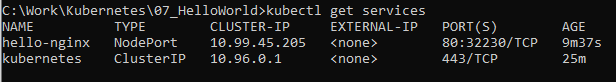 C:\Work\Kubernetes\07_HelloWorld>kubectl get services
NAME TYPE CLUSTER-IP EXTERNAL-IP PORT(S) AGE
hello-nginx NodePort 10.99.45.205 <none> 80:32230/TCP 9m37s
kubernetes ClusterIP 10.96.0.1 <none> 443/TCP 25m